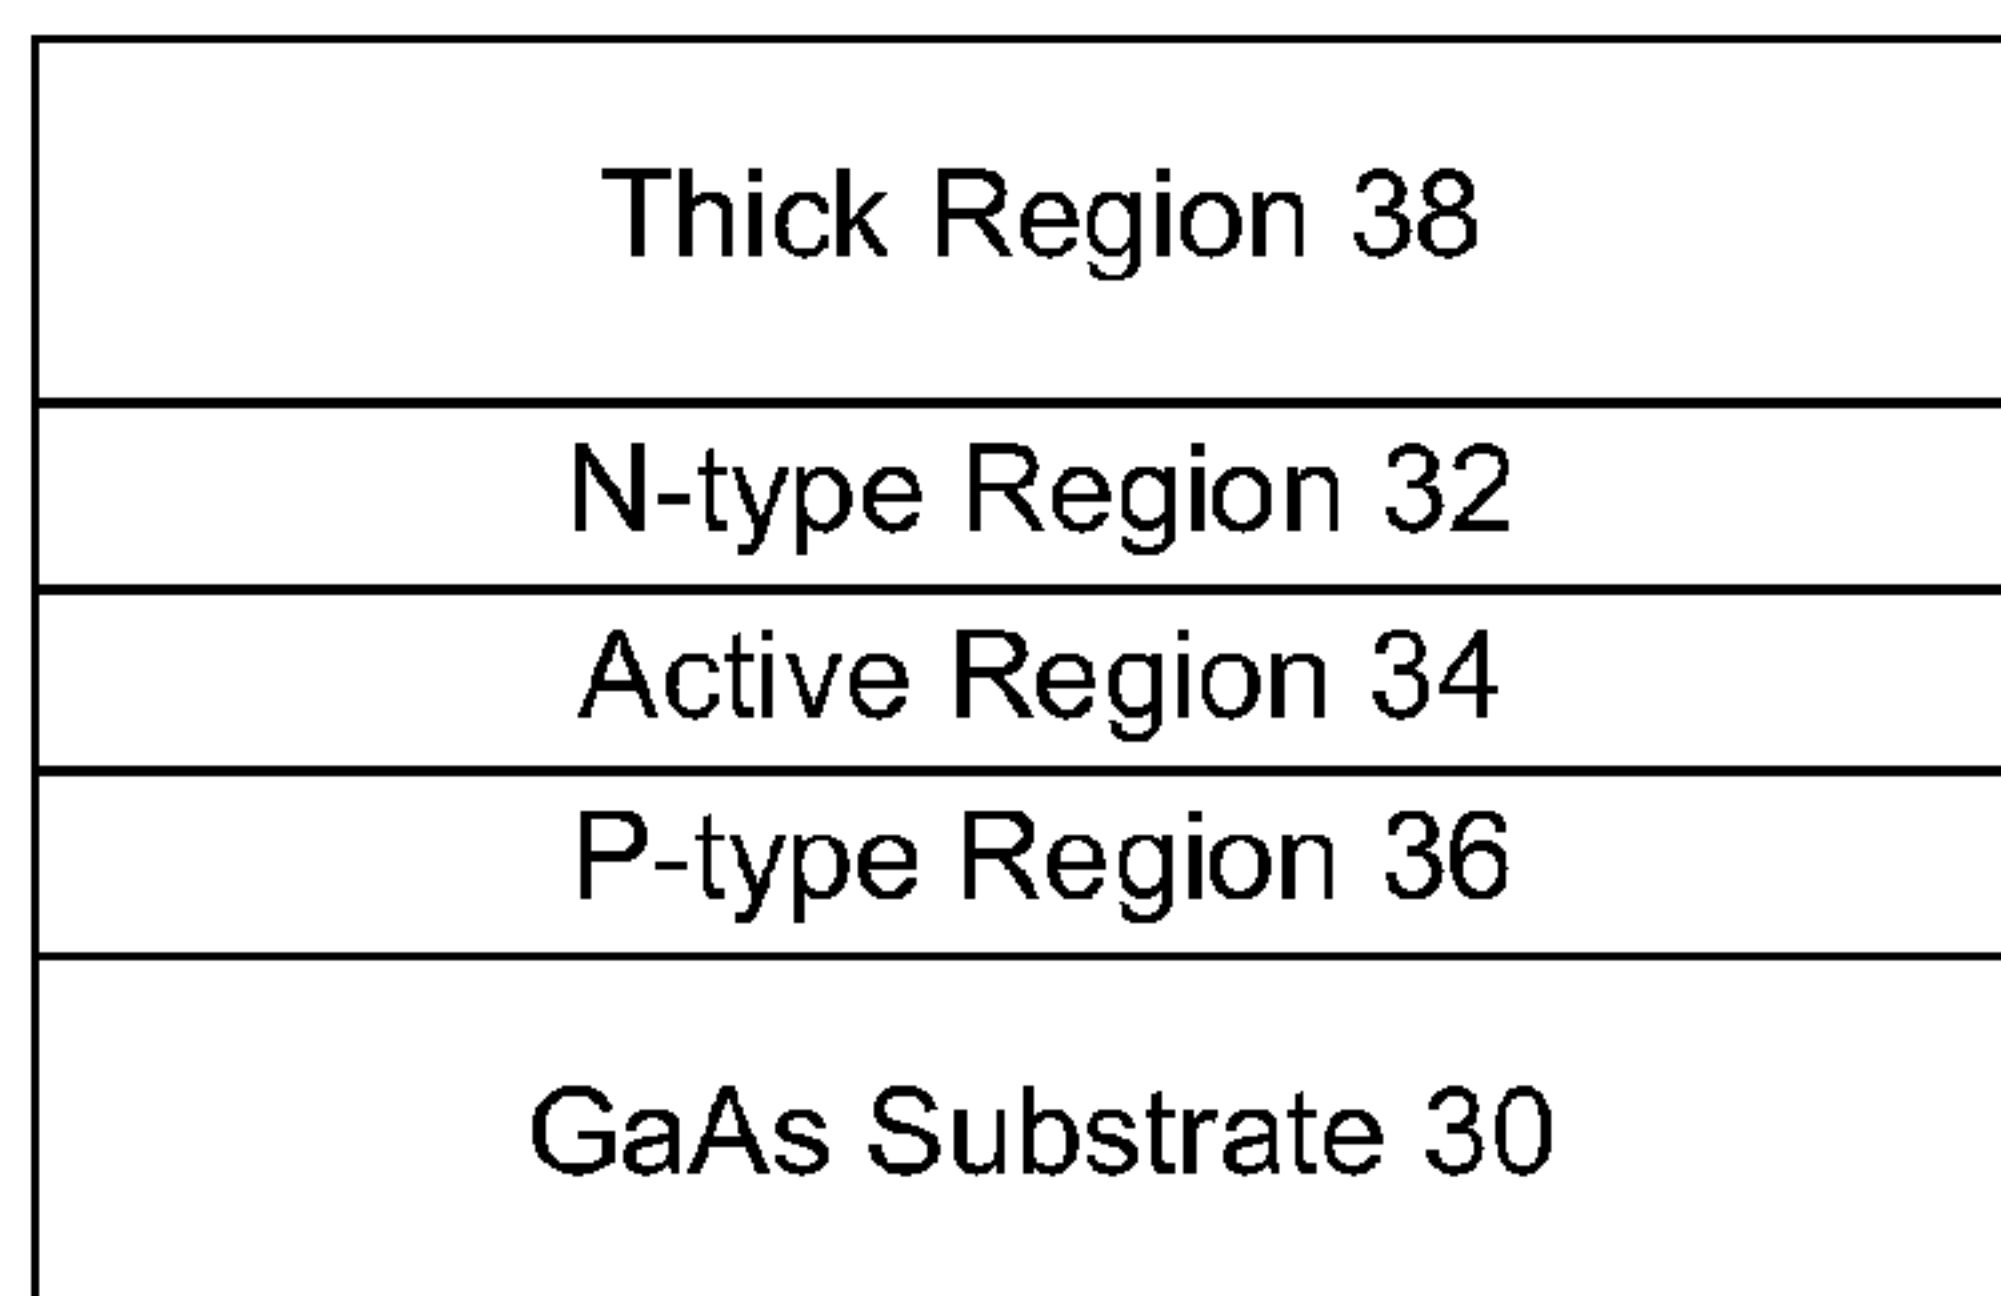 Thick Region 38
N-type Region 32
Active Region 34
P-type Region 36
GaAs Substrate 30